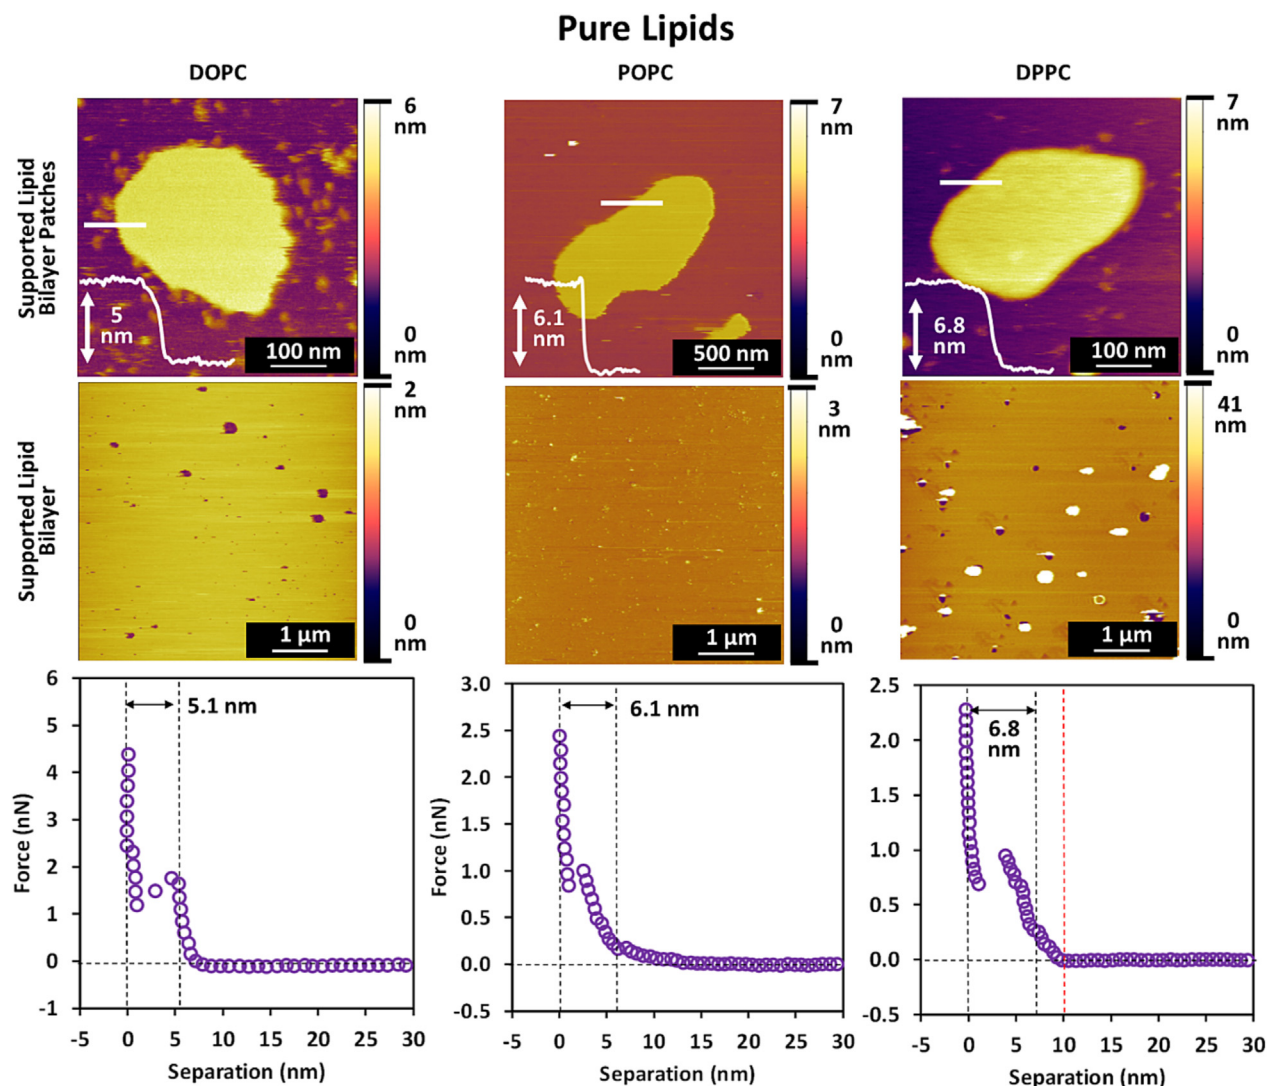 Pure Lipids
DOPC
POPC
DPPC
Supported Lipid
Bilayer Patches
6
nm
0
nm
5
nm
100 nm
7
nm
0
nm
6.1
nm
500 nm
7
nm
0
nm
6.8
nm
100 nm
Supported Lipid
Bilayer
2
nm
0
nm
1 µm
3
nm
0
nm
1 µm
41
nm
0
nm
1 µm
Force (nN)
6
5
4
3
2
1
0
-1
5.1 nm
-5 0 5 10 15 20 25 30
Separation (nm)
Force (nN)
3.0
2.5
2.0
1.5
1.0
0.5
0.0
-0.5
6.1 nm
-5 0 5 10 15 20 25 30
Separation (nm)
2.5
2.0
1.5
1.0
0.5
0.0
-0.5
6.8
nm
-5 0 5 10 15 20 25 30
Separation (nm)